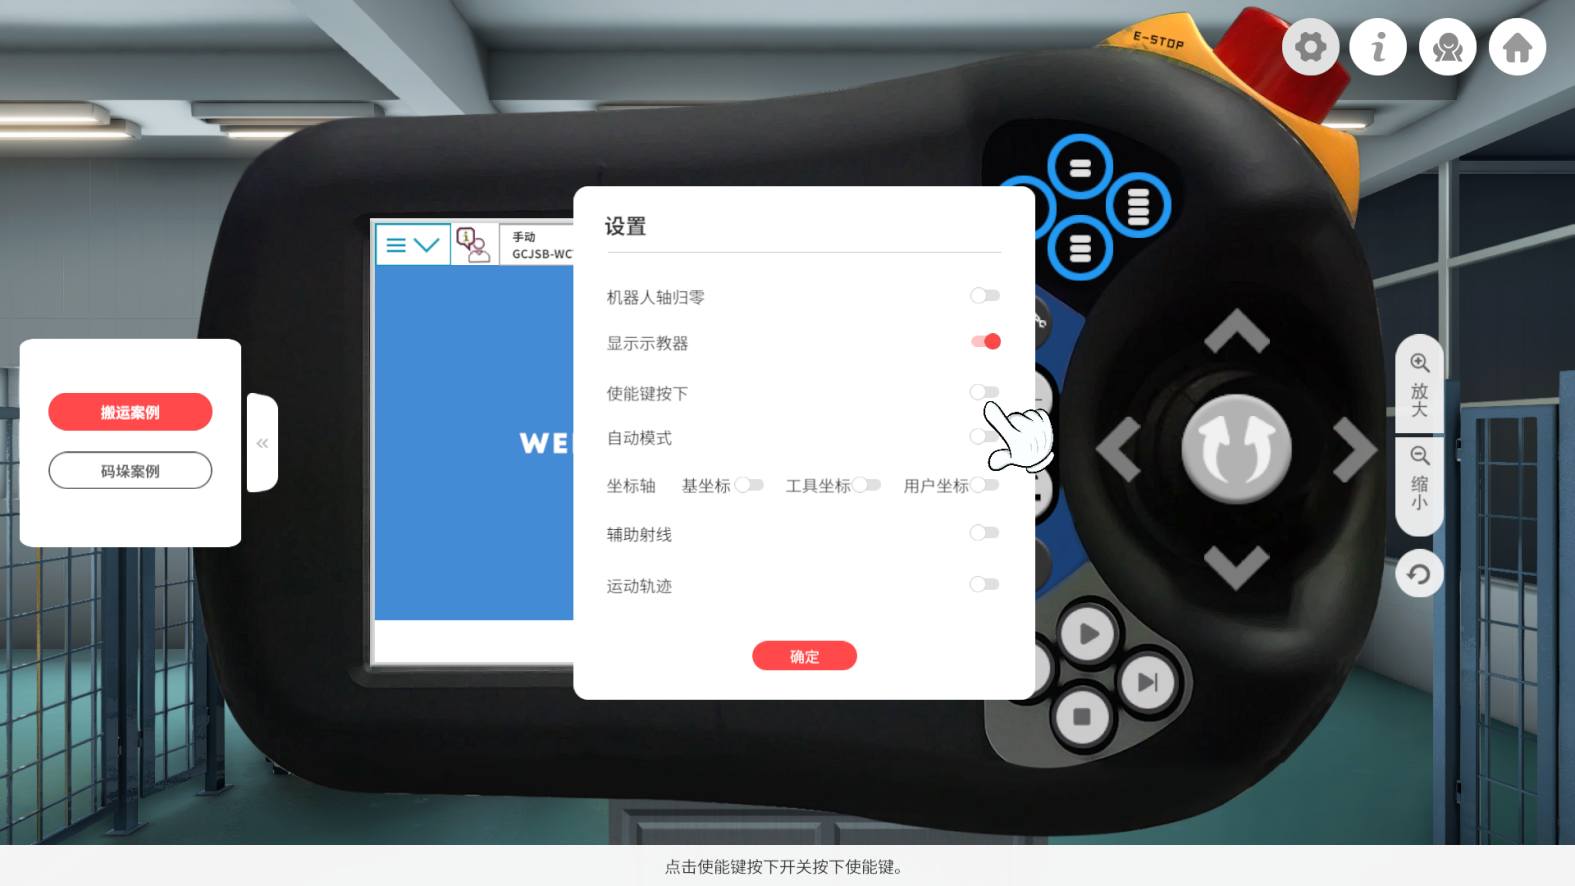 E-STOP
手动
GCJSB-WC
设置
机器人轴归零
显示示教器
使能键按下
自动模式
坐标轴 基坐标 工具坐标 用户坐标
辅助射线
运动轨迹
确定
搬运案例
码垛案例
放大
缩小
点击使能键按下开关按下使能键。